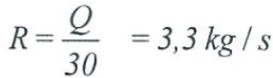 R = Q / 30 = 3,3 kg / s